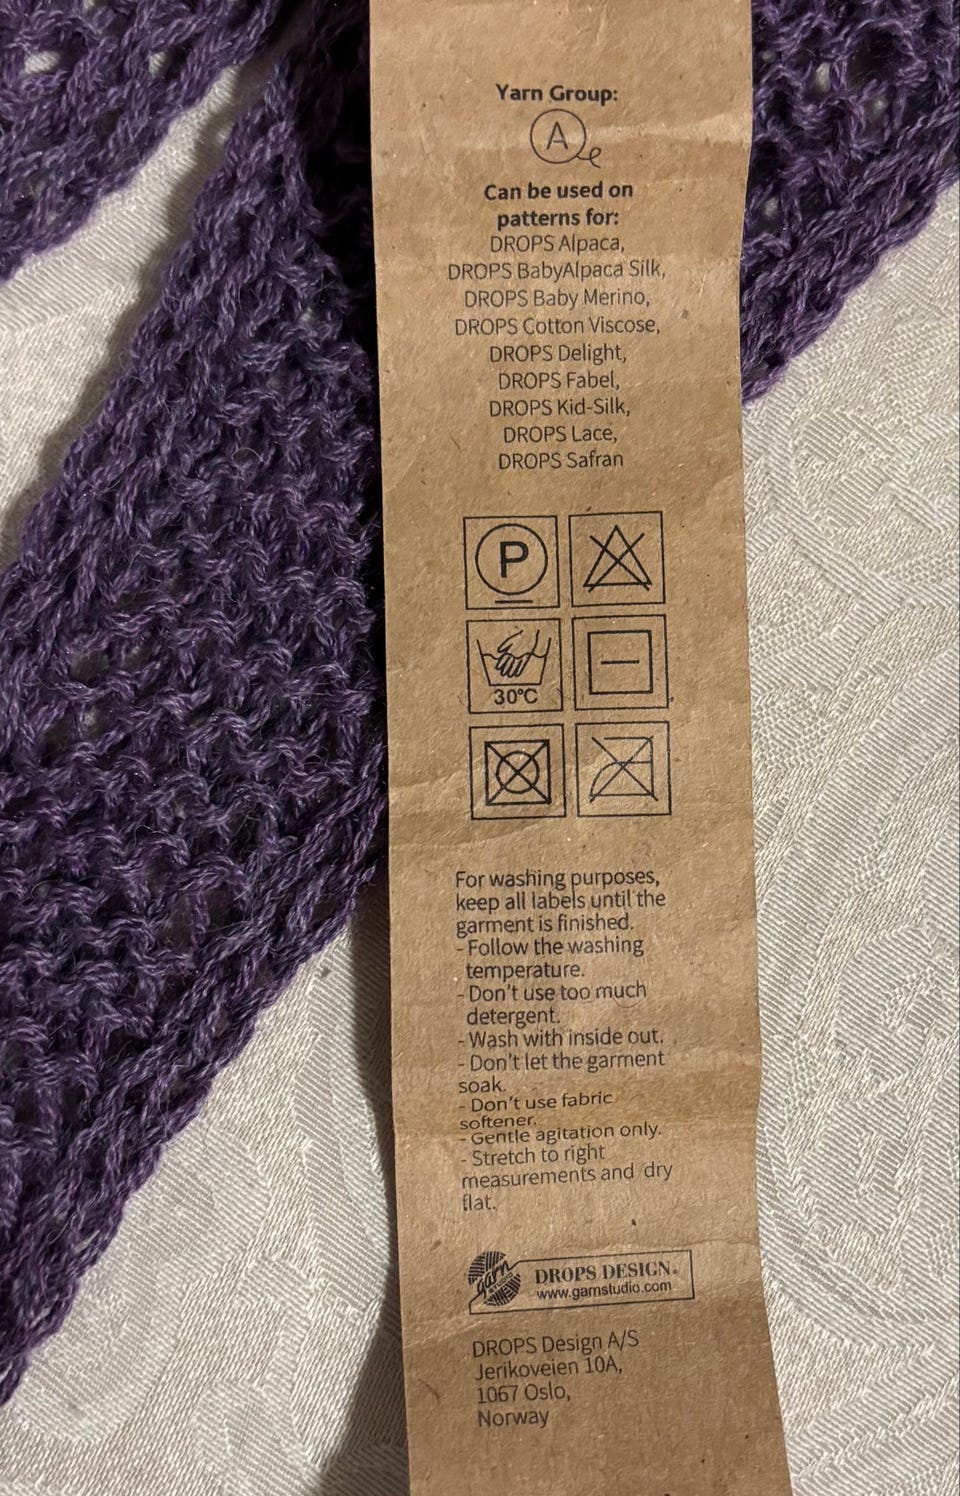 Yarn Group:
A
Can be used on
patterns for:
DROPS Alpaca,
DROPS BabyAlpaca Silk,
DROPS Baby Merino,
DROPS Cotton Viscose,
DROPS Delight,
DROPS Fabel,
DROPS Kid-Silk,
DROPS Lace,
DROPS Safran
P
30°C
For washing purposes,
keep all labels until the
garment is finished.
- Follow the washing
temperature.
- Don't use too much
detergent.
- Wash with inside out.
- Don't let the garment
soak.
- Don't use fabric
softener.
- Gentle agitation only.
- Stretch to right
measurements and dry
flat.
garn
STUDIO
DROPS DESIGN®
www.garnstudio.com
DROPS Design A/S
Jerikoveien 10A,
1067 Oslo,
Norway